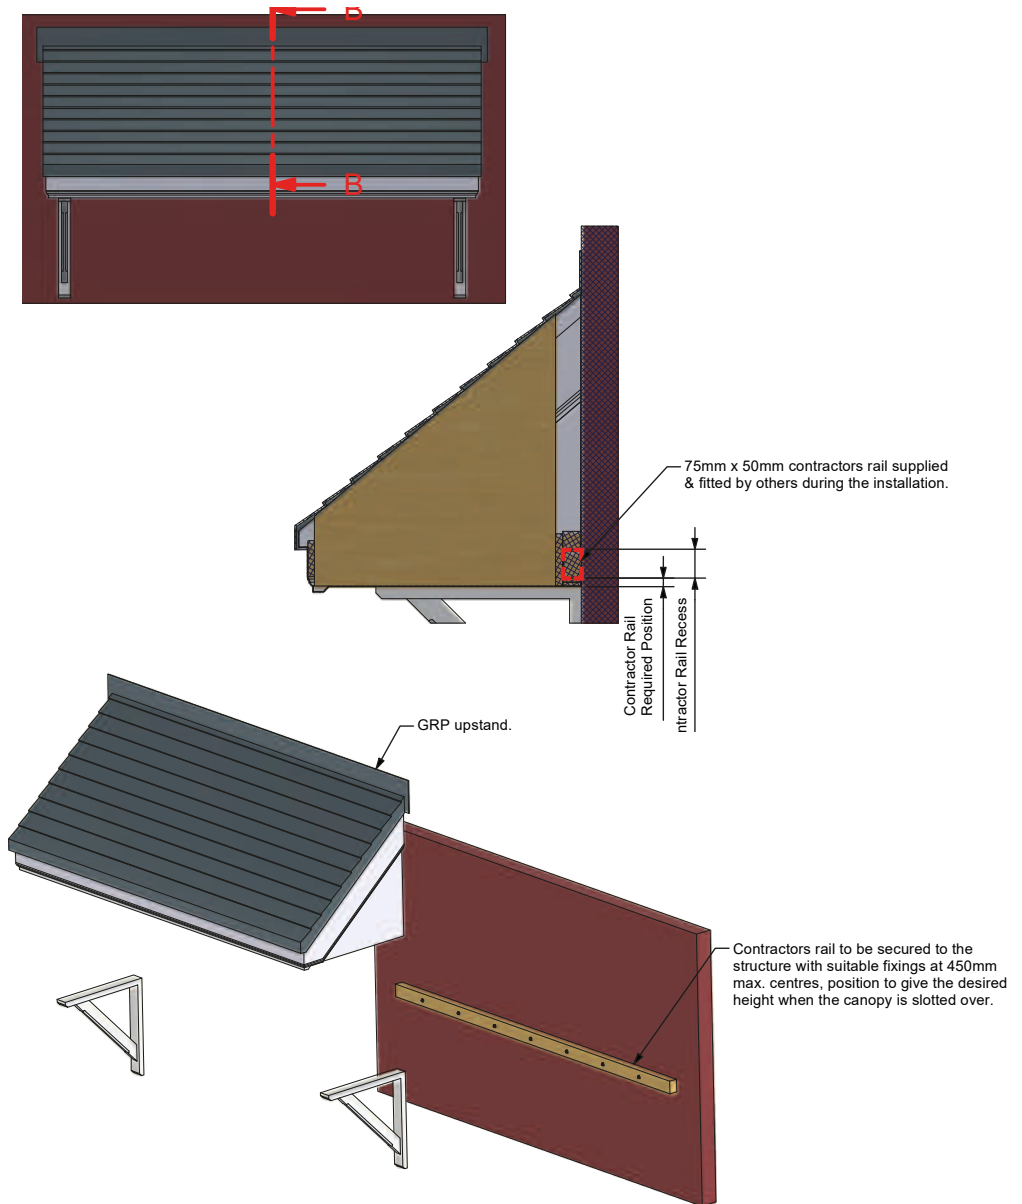 B
B
75mm x 50mm contractors rail supplied
& fitted by others during the installation.
Contractor Rail
Required Position
ntractor Rail Recess
GRP upstand.
Contractors rail to be secured to the
structure with suitable fixings at 450mm
max. centres, position to give the desired
height when the canopy is slotted over.